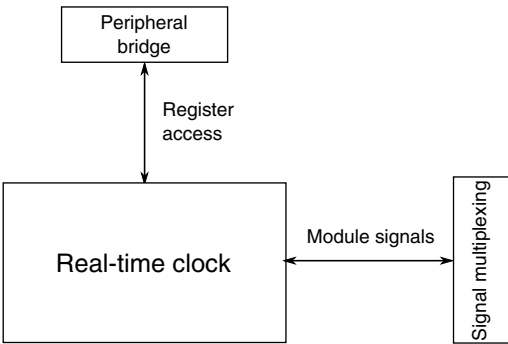 Peripheral
bridge
Register
access
Real-time clock
Module signals
Signal multiplexing